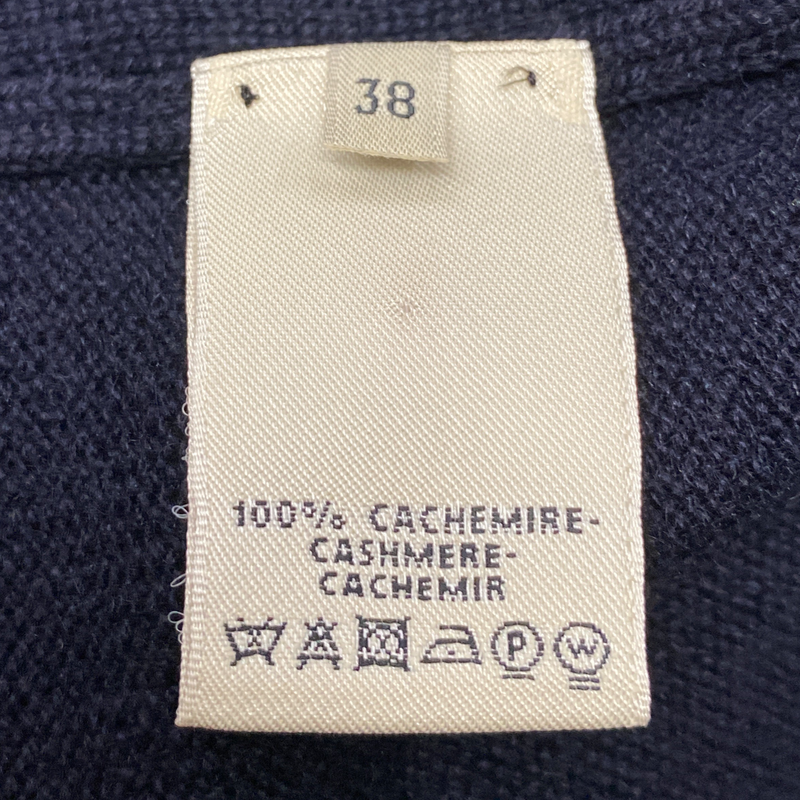 38
100% CACHEMIRE-
CASHMERE-
CACHEMIR
P W